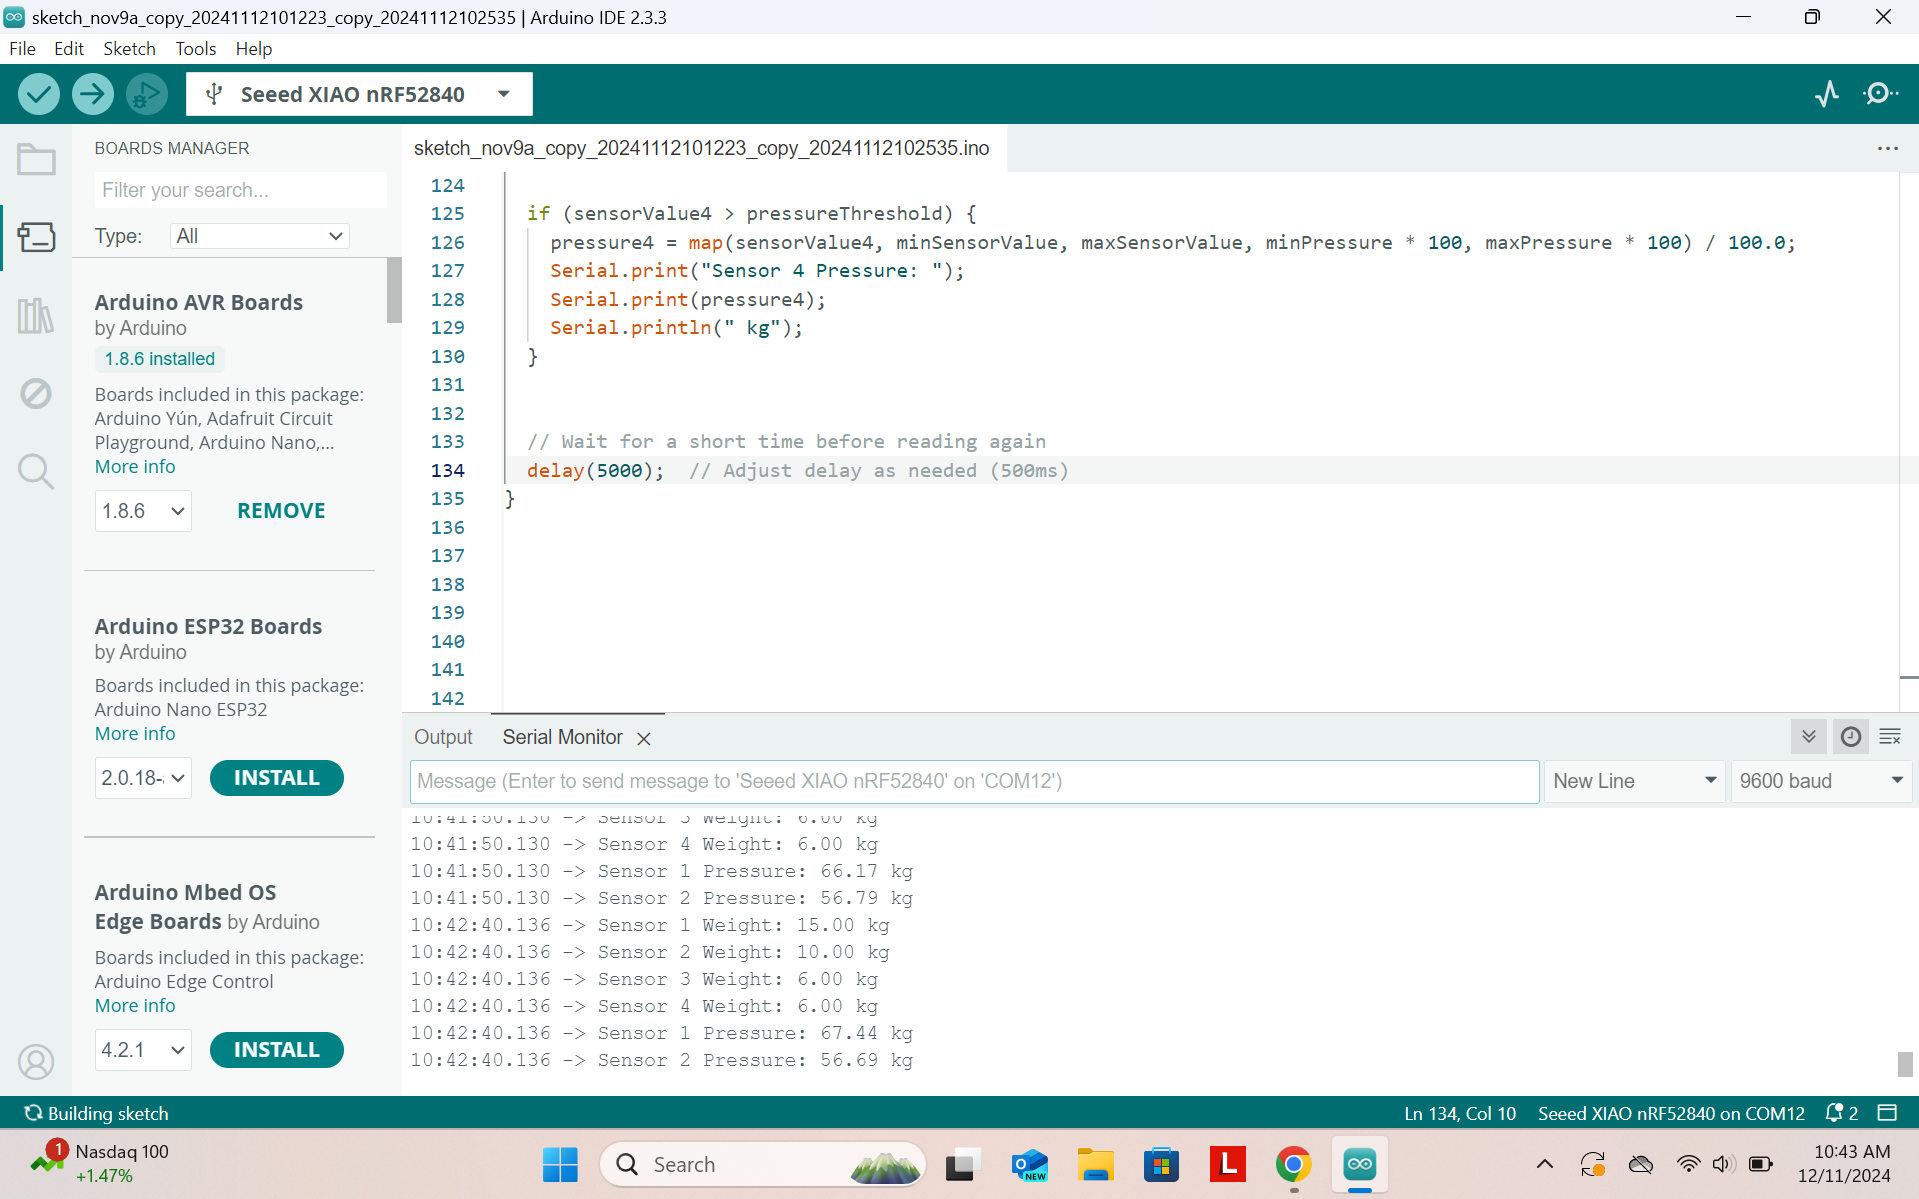 sketch_nov9a_copy_20241112101223_copy_20241112102535 | Arduino IDE 2.3.3
File Edit Sketch Tools Help
Seeed XIAO nRF52840
BOARDS MANAGER
Filter your search...
Type: All
Arduino AVR Boards
by Arduino
1.8.6 installed
Boards included in this package:
Arduino Yún, Adafruit Circuit
Playground, Arduino Nano,...
More info
1.8.6 REMOVE
Arduino ESP32 Boards
by Arduino
Boards included in this package:
Arduino Nano ESP32
More info
2.0.18- INSTALL
Arduino Mbed OS
Edge Boards by Arduino
Boards included in this package:
Arduino Edge Control
More info
4.2.1 INSTALL
sketch_nov9a_copy_20241112101223_copy_20241112102535.ino
124
125 if (sensorValue4 > pressureThreshold) {
126 pressure4 = map(sensorValue4, minSensorValue, maxSensorValue, minPressure * 100, maxPressure * 100) / 100.0;
127 Serial.print("Sensor 4 Pressure: ");
128 Serial.print(pressure4);
129 Serial.println(" kg");
130 }
131
132
133 // Wait for a short time before reading again
134 delay(5000); // Adjust delay as needed (500ms)
135 }
136
137
138
139
140
141
142
Output Serial Monitor
Message (Enter to send message to 'Seeed XIAO nRF52840' on 'COM12')
New Line 9600 baud
10:41:50.130 -> Sensor 3 Weight: 6.00 kg
10:41:50.130 -> Sensor 4 Weight: 6.00 kg
10:41:50.130 -> Sensor 1 Pressure: 66.17 kg
10:41:50.130 -> Sensor 2 Pressure: 56.79 kg
10:42:40.136 -> Sensor 1 Weight: 15.00 kg
10:42:40.136 -> Sensor 2 Weight: 10.00 kg
10:42:40.136 -> Sensor 3 Weight: 6.00 kg
10:42:40.136 -> Sensor 4 Weight: 6.00 kg
10:42:40.136 -> Sensor 1 Pressure: 67.44 kg
10:42:40.136 -> Sensor 2 Pressure: 56.69 kg
Building sketch
Ln 134, Col 10 Seeed XIAO nRF52840 on COM12 2
1
Nasdaq 100
+1.47%
Search
NEW
L
10:43 AM
12/11/2024